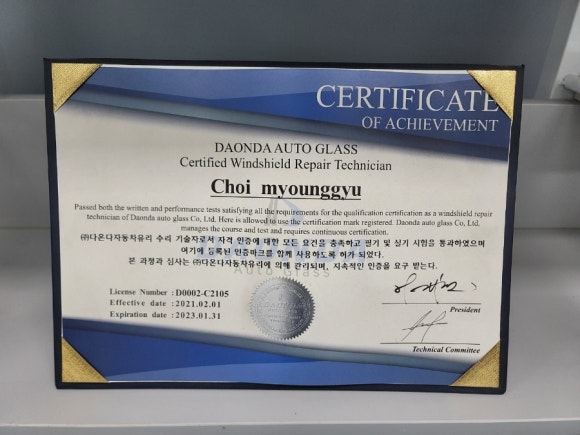 CERTIFICATE
OF ACHIEVEMENT
DAONDA AUTO GLASS
Certified Windshield Repair Technician
Choi myounggyu
Passed both the written and performance tests satisfying all the requirements for the qualification certification as a windshield repair
technician of Daonda auto glass Co, Ltd. Here is allowed to use the certification mark registered. Daonda auto glass Co, Ltd.
manages the course and test and requires continuous certification.
㈜다온다자동차유리 수리 기술자로서 자격 인증에 대한 모든 요건을 충족하고 필기 및 실기 시험을 통과하였으며
여기에 등록된 인증마크를 함께 사용하도록 허가 되었다.
본 과정과 심사는 ㈜다온다자동차유리에 의해 관리되며, 지속적인 인증을 요구 받는다.
Auto Glass
License Number : D0002-C2105
Effective date : 2021.02.01
Expiration date : 2023.01.31
President
Technical Committee